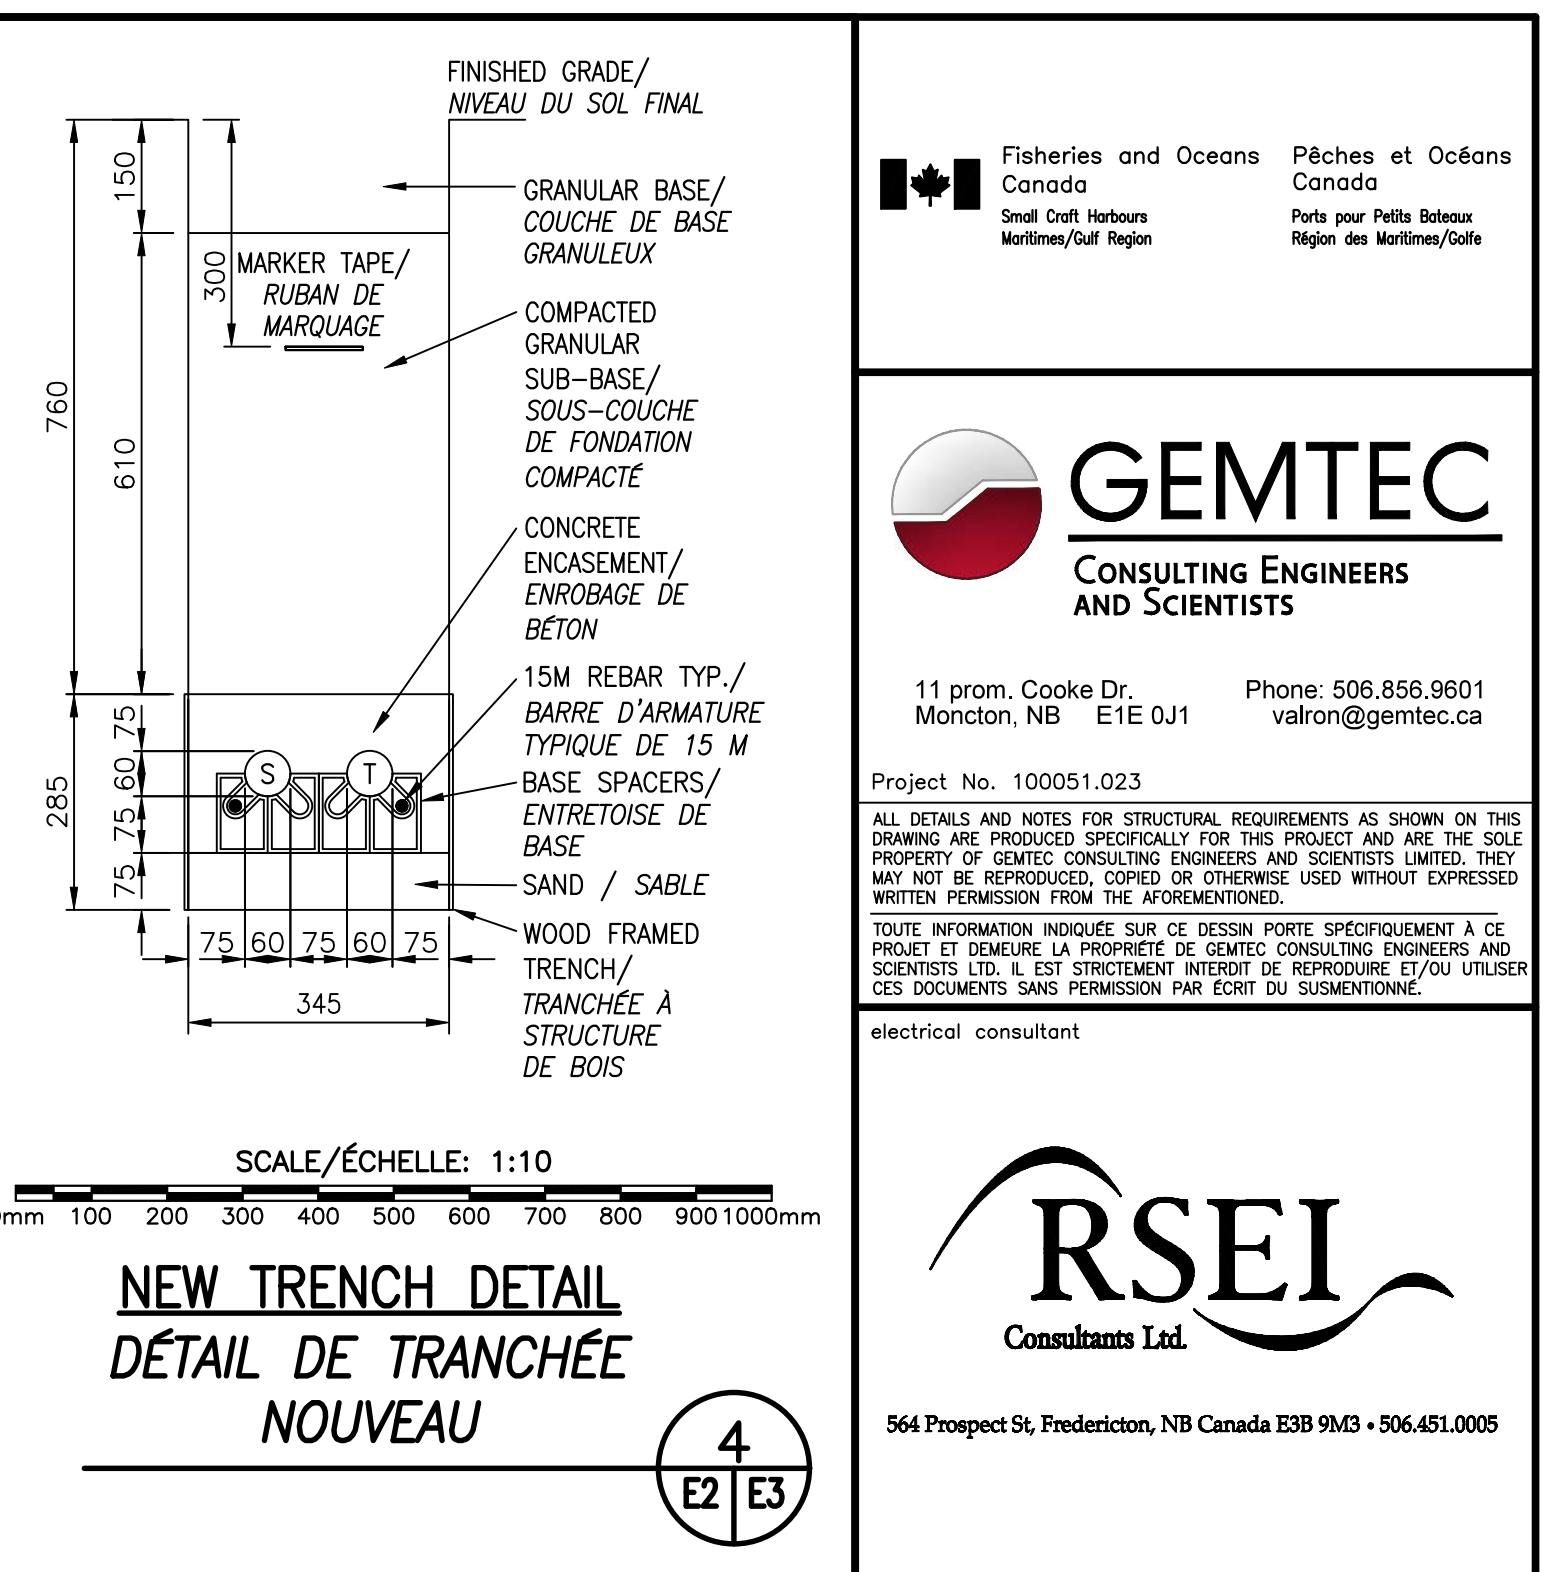 FINISHED GRADE/
NIVEAU DU SOL FINAL
150
GRANULAR BASE/
COUCHE DE BASE
GRANULEUX
300
MARKER TAPE/
RUBAN DE
MARQUAGE
COMPACTED
GRANULAR
SUB-BASE/
SOUS-COUCHE
DE FONDATION
COMPACTÉ
760
610
CONCRETE
ENCASEMENT/
ENROBAGE DE
BÉTON
15M REBAR TYP./
BARRE D'ARMATURE
TYPIQUE DE 15 M
75
60
75
75
285
S
T
BASE SPACERS/
ENTRETOISE DE
BASE
SAND / SABLE
WOOD FRAMED
TRENCH/
TRANCHÉE À
STRUCTURE
DE BOIS
75 60 75 60 75
345
SCALE/ÉCHELLE: 1:10
0mm 100 200 300 400 500 600 700 800 900 1000mm
NEW TRENCH DETAIL
DÉTAIL DE TRANCHÉE
NOUVEAU
4
E2 E3
Fisheries and Oceans
Canada
Small Craft Harbours
Maritimes/Gulf Region
Pêches et Océans
Canada
Ports pour Petits Bateaux
Région des Maritimes/Golfe
GEMTEC
CONSULTING ENGINEERS
AND SCIENTISTS
11 prom. Cooke Dr.
Moncton, NB E1E 0J1
Phone: 506.856.9601
valron@gemtec.ca
Project No. 100051.023
ALL DETAILS AND NOTES FOR STRUCTURAL REQUIREMENTS AS SHOWN ON THIS
DRAWING ARE PRODUCED SPECIFICALLY FOR THIS PROJECT AND ARE THE SOLE
PROPERTY OF GEMTEC CONSULTING ENGINEERS AND SCIENTISTS LIMITED. THEY
MAY NOT BE REPRODUCED, COPIED OR OTHERWISE USED WITHOUT EXPRESSED
WRITTEN PERMISSION FROM THE AFOREMENTIONED.
TOUTE INFORMATION INDIQUÉE SUR CE DESSIN PORTE SPÉCIFIQUEMENT À CE
PROJET ET DEMEURE LA PROPRIÉTÉ DE GEMTEC CONSULTING ENGINEERS AND
SCIENTISTS LTD. IL EST STRICTEMENT INTERDIT DE REPRODUIRE ET/OU UTILISER
CES DOCUMENTS SANS PERMISSION PAR ÉCRIT DU SUSMENTIONNÉ.
electrical consultant
RSEI
Consultants Ltd.
564 Prospect St, Fredericton, NB Canada E3B 9M3 • 506.451.0005